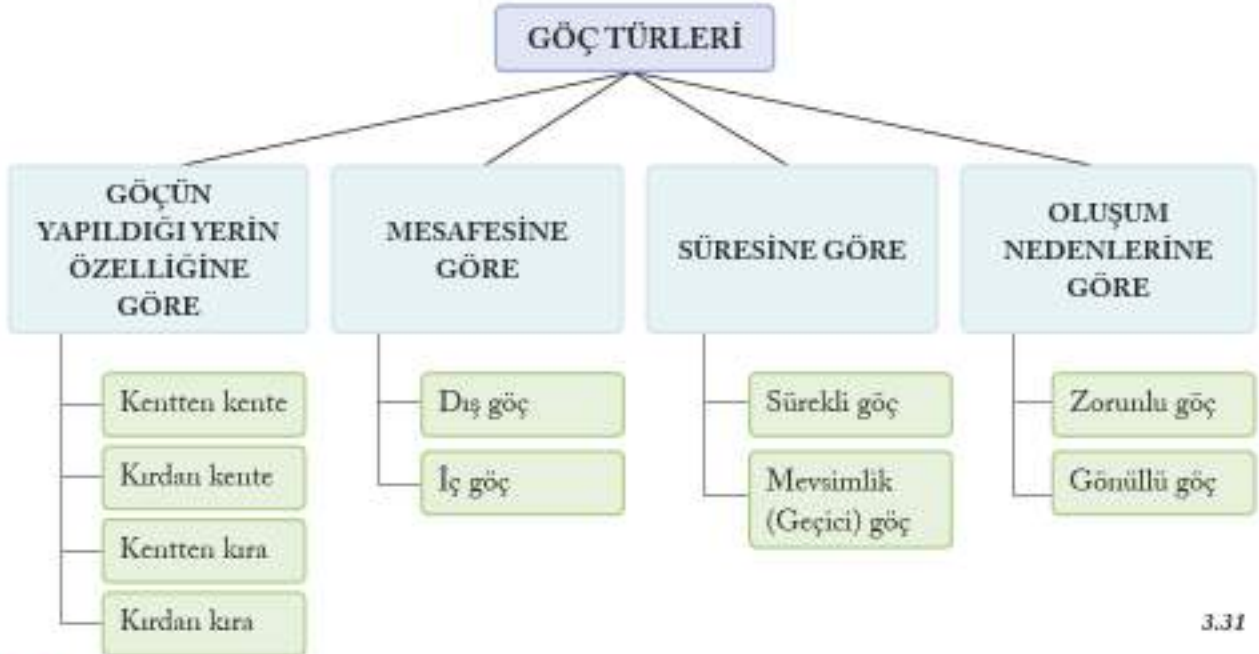 GÖÇ TÜRLERİ
GÖÇÜN
YAPILDIĞI YERİN
ÖZELLİĞİNE
GÖRE
Kentten kente
Kırdan kente
Kentten kıra
Kırdan kıra
MESAFESİNE
GÖRE
Dış göç
İç göç
SÜRESİNE GÖRE
Sürekli göç
Mevsimlik
(Geçici) göç
OLUŞUM
NEDENLERİNE
GÖRE
Zorunlu göç
Gönüllü göç
3.31